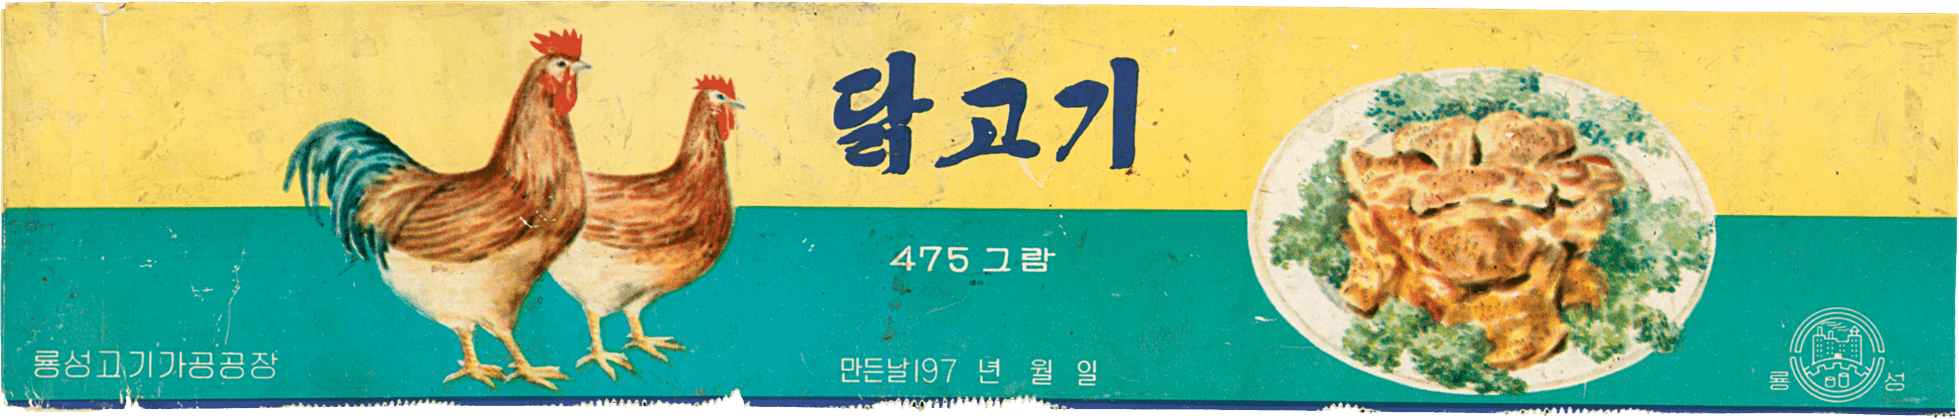 닭고기
475 그람
룡성고기가공공장
만든날197 년 월 일
룡 성